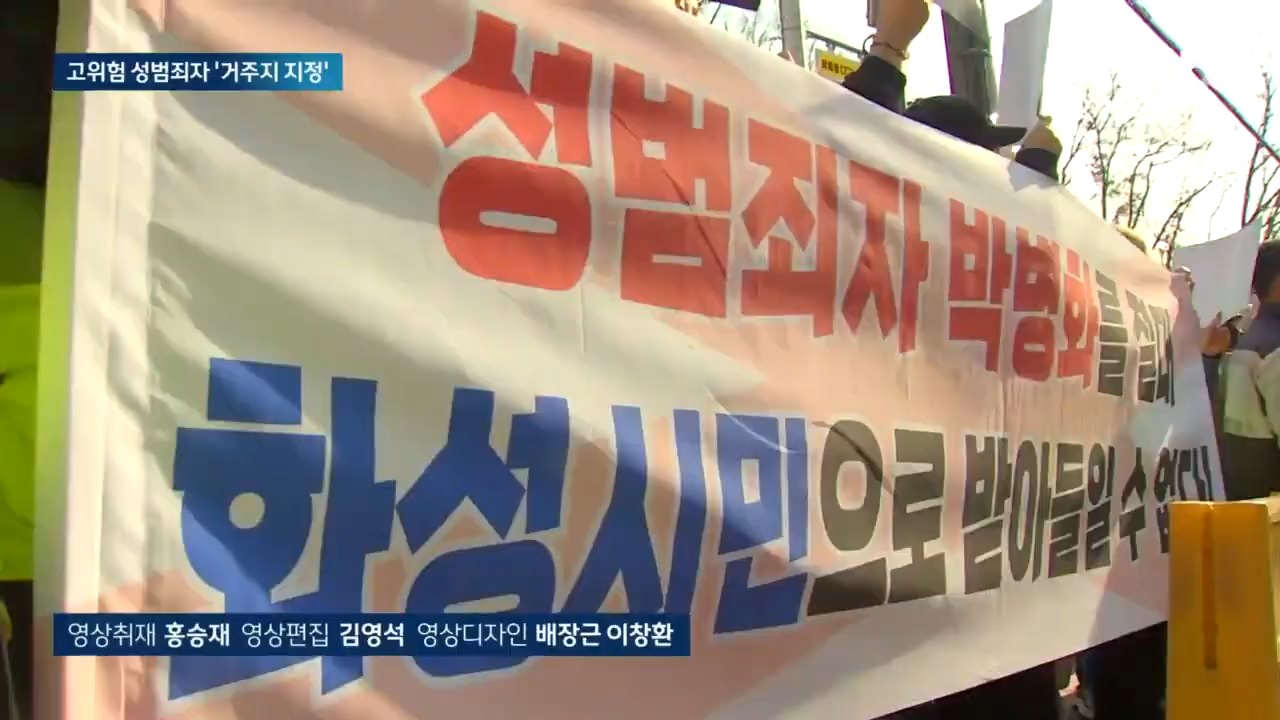 고위험 성범죄자 '거주지 지정'
성범죄자 박병화를 절대
화성시민으로 받아들일 수 없다!
영상취재 홍승재 영상편집 김영석 영상디자인 배장근 이창환